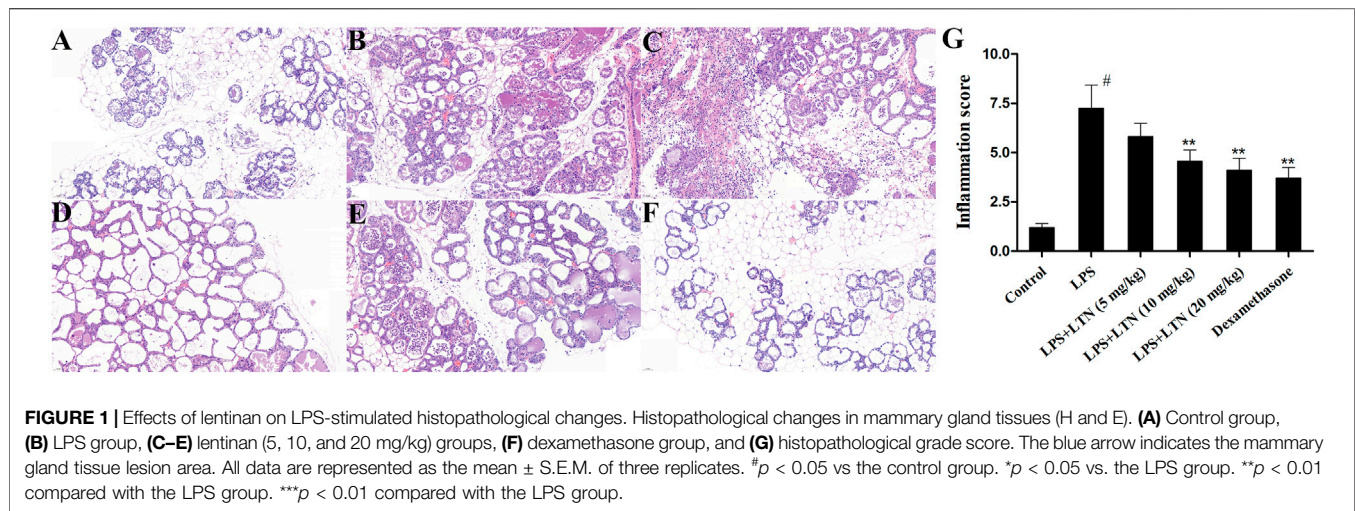 A
B
C
D
E
F
G
Inflammation score
10.0
7.5
5.0
2.5
0.0
#
**
**
**
Control
LPS
LPS+LTN (5 mg/kg)
LPS+LTN (10 mg/kg)
LPS+LTN (20 mg/kg)
Dexamethasone
FIGURE 1 | Effects of lentinan on LPS-stimulated histopathological changes. Histopathological changes in mammary gland tissues (H and E). (A) Control group,
(B) LPS group, (C–E) lentinan (5, 10, and 20 mg/kg) groups, (F) dexamethasone group, and (G) histopathological grade score. The blue arrow indicates the mammary
gland tissue lesion area. All data are represented as the mean ± S.E.M. of three replicates. #p < 0.05 vs the control group. *p < 0.05 vs. the LPS group. **p < 0.01
compared with the LPS group. ***p < 0.01 compared with the LPS group.